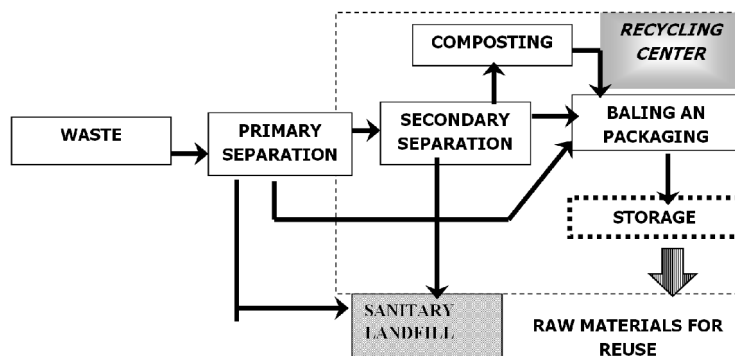 RECYCLING
CENTER
COMPOSTING
WASTE
PRIMARY
SEPARATION
SECONDARY
SEPARATION
BALING AN
PACKAGING
STORAGE
SANITARY
LANDFILL
RAW MATERIALS FOR
REUSE